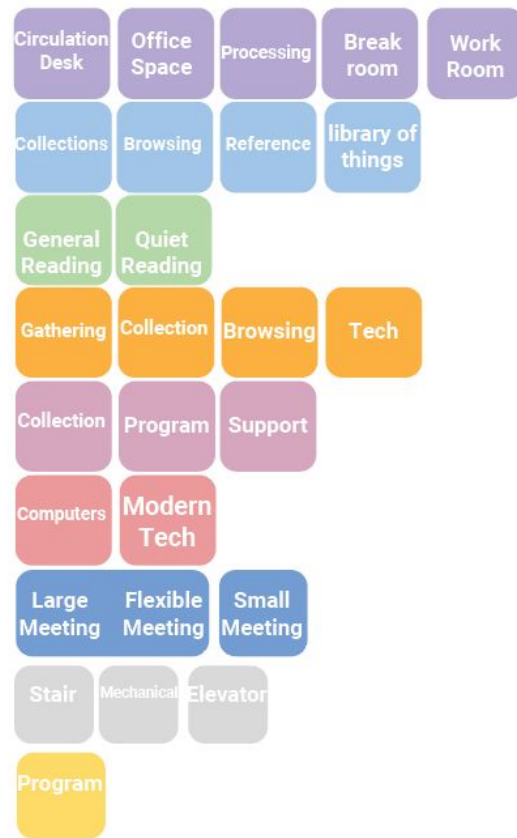 Circulation
Desk
Office
Space
Processing
Break
room
Work
Room
Collections
Browsing
Reference
library of
things
General
Reading
Quiet
Reading
Gathering
Collection
Browsing
Tech
Collection
Program
Support
Computers
Modern
Tech
Large
Meeting
Flexible
Meeting
Small
Meeting
Stair
Mechanical
Elevator
Program